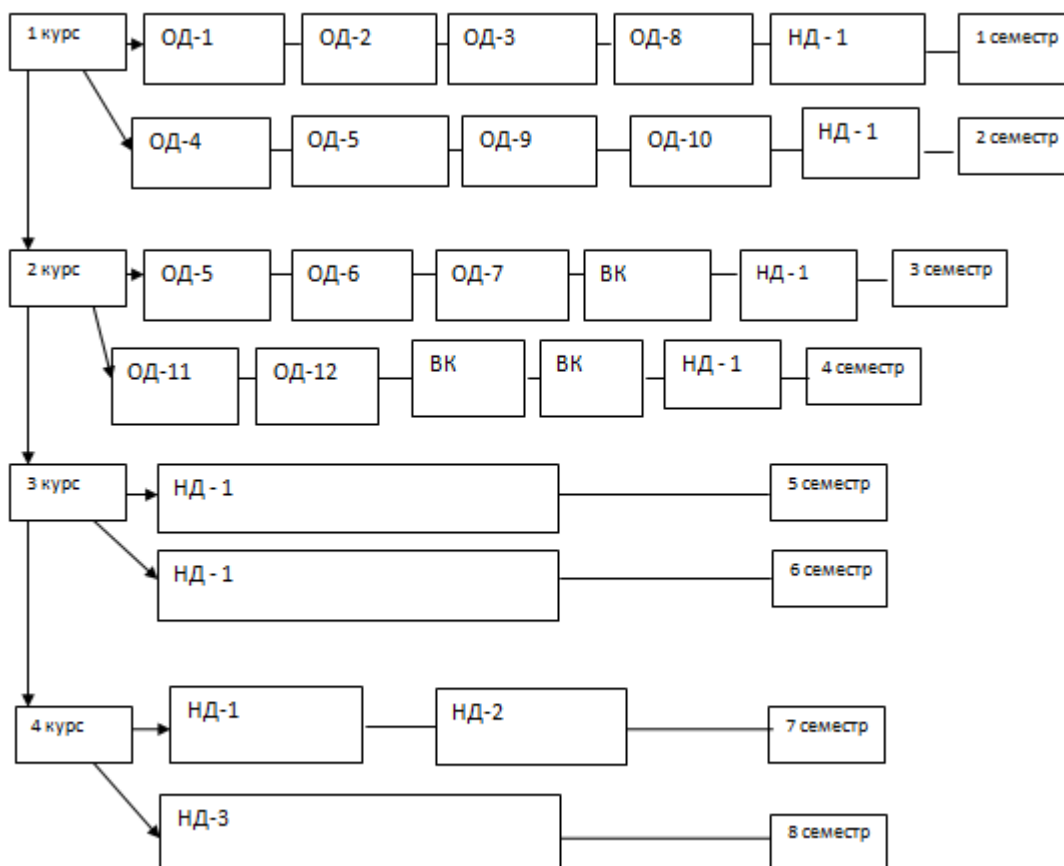 1 курс
ОД-1
ОД-2
ОД-3
ОД-8
НД - 1
1 семестр
ОД-4
ОД-5
ОД-9
ОД-10
НД - 1
2 семестр
2 курс
ОД-5
ОД-6
ОД-7
ВК
НД - 1
3 семестр
ОД-11
ОД-12
ВК
ВК
НД - 1
4 семестр
3 курс
НД - 1
5 семестр
НД - 1
6 семестр
4 курс
НД-1
НД-2
7 семестр
НД-3
8 семестр